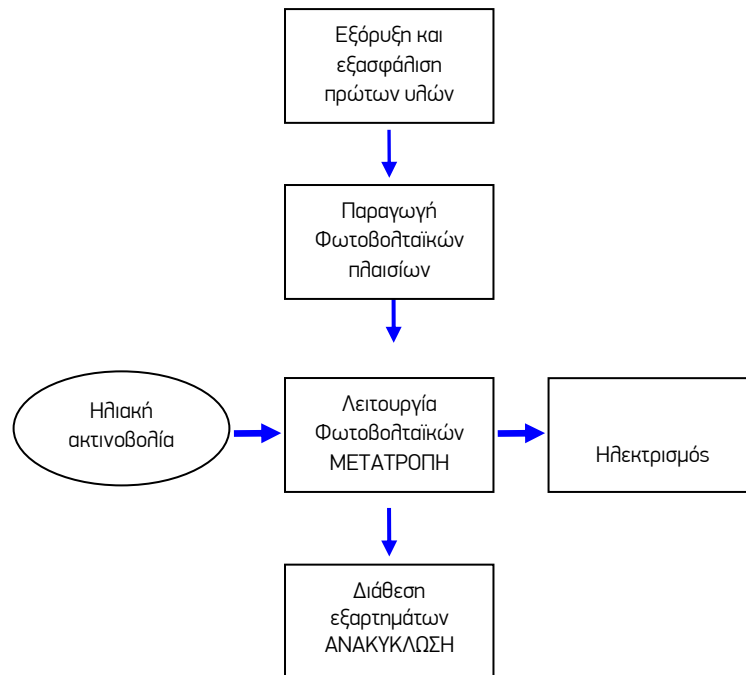 Εξόρυξη και
εξασφάλιση
πρώτων υλών
Παραγωγή
Φωτοβολταϊκών
πλαισίων
Ηλιακή
ακτινοβολία
Λειτουργία
Φωτοβολταϊκών
ΜΕΤΑΤΡΟΠΗ
Ηλεκτρισμός
Διάθεση
εξαρτημάτων
ΑΝΑΚΥΚΛΩΣΗ